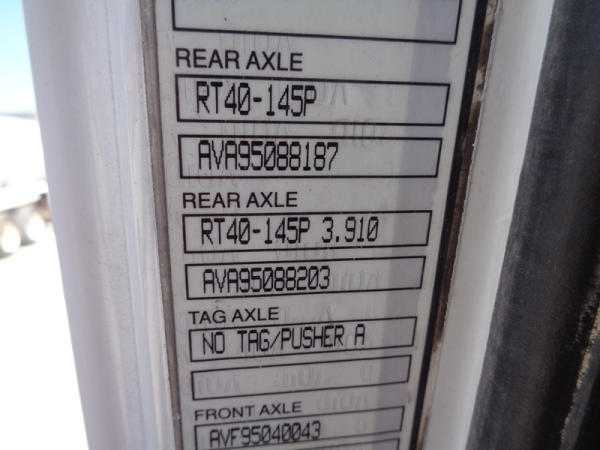 REAR AXLE
RT40-145P
AVA95088187
REAR AXLE
RT40-145P 3.910
AVA95088203
TAG AXLE
NO TAG/PUSHER A
FRONT AXLE
AVF95040043